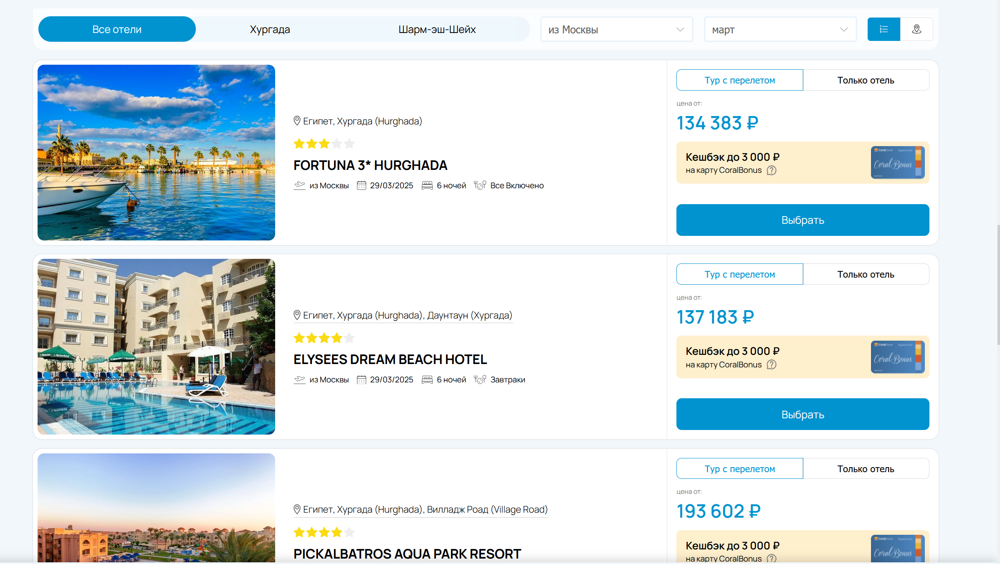 Все отели
Хургада
Шарм-эш-Шейх
из Москвы
март
Египет, Хургада (Hurghada)
FORTUNA 3* HURGHADA
из Москвы 29/03/2025 6 ночей Все Включено
Тур с перелетом
Только отель
цена от:
134 383 ₽
Кешбэк до 3 000 ₽
на карту CoralBonus
Coral Bonus
Выбрать
Египет, Хургада (Hurghada), Даунтаун (Хургада)
ELYSEES DREAM BEACH HOTEL
из Москвы 29/03/2025 6 ночей Завтраки
Тур с перелетом
Только отель
цена от:
137 183 ₽
Кешбэк до 3 000 ₽
на карту CoralBonus
Coral Bonus
Выбрать
Египет, Хургада (Hurghada), Вилладж Роад (Village Road)
PICKALBATROS AQUA PARK RESORT
Тур с перелетом
Только отель
цена от:
193 602 ₽
Кешбэк до 3 000 ₽
на карту CoralBonus
Coral Bonus